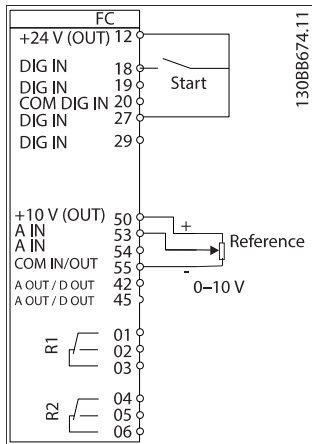 FC
+24 V (OUT) 12
DIG IN 18
DIG IN 19
COM DIG IN 20
DIG IN 27
DIG IN 29
Start
+10 V (OUT) 50
A IN 53
A IN 54
COM IN/OUT 55
A OUT / D OUT 42
A OUT / D OUT 45
+
Reference
-
0–10 V
R1
01
02
03
R2
04
05
06
130BB674.11